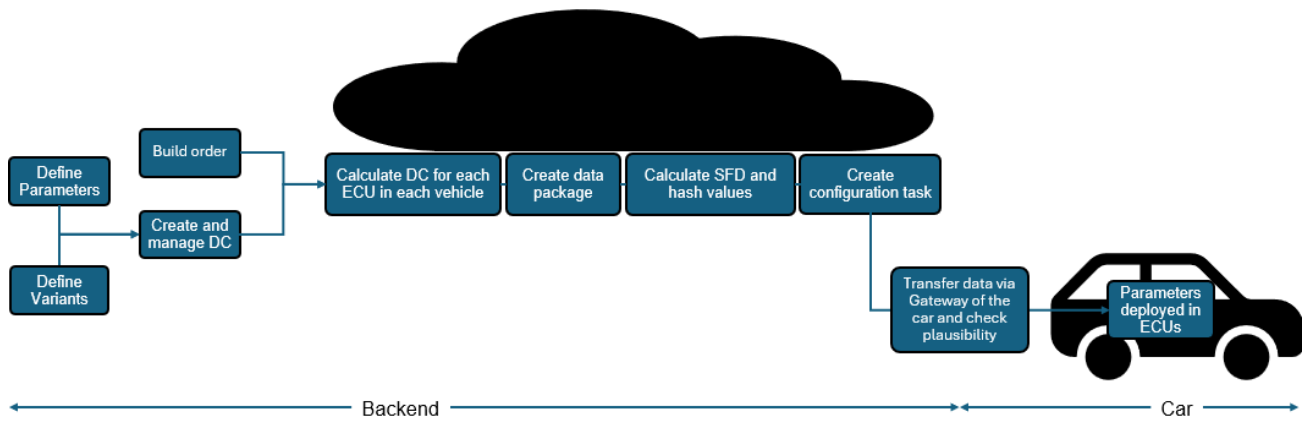 Define
Parameters
Define
Variants
Build order
Create and
manage DC
Calculate DC for each
ECU in each vehicle
Create data
package
Calculate SFD and
hash values
Create
configuration task
Transfer data via
Gateway of the
car and check
plausibility
Parameters
deployed in
ECUs
Backend
Car